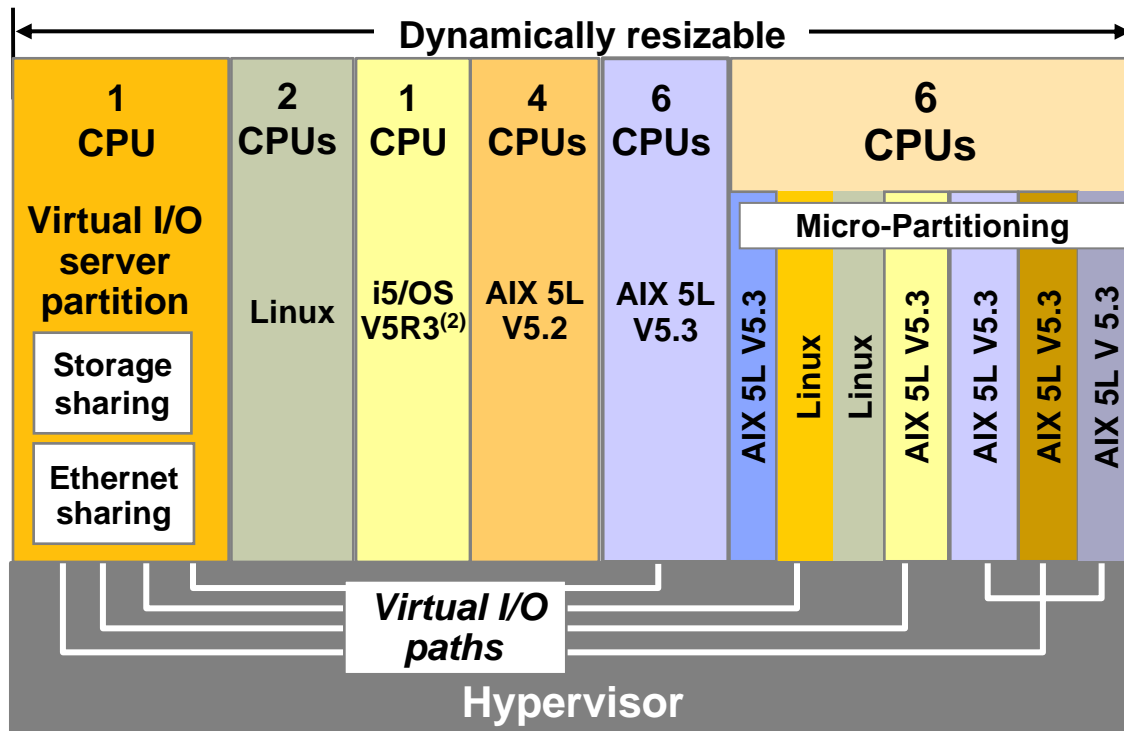 Dynamically resizable
1
CPU
2
CPUs
1
CPU
4
CPUs
6
CPUs
6
CPUs
Virtual I/O
server
partition
Storage
sharing
Ethernet
sharing
Linux
i5/OS
V5R3(2)
AIX 5L
V5.2
AIX 5L
V5.3
Micro-Partitioning
AIX 5L V5.3
Linux
Linux
AIX 5L V5.3
AIX 5L V5.3
AIX 5L V5.3
AIX 5L V 5.3
Virtual I/O
paths
Hypervisor